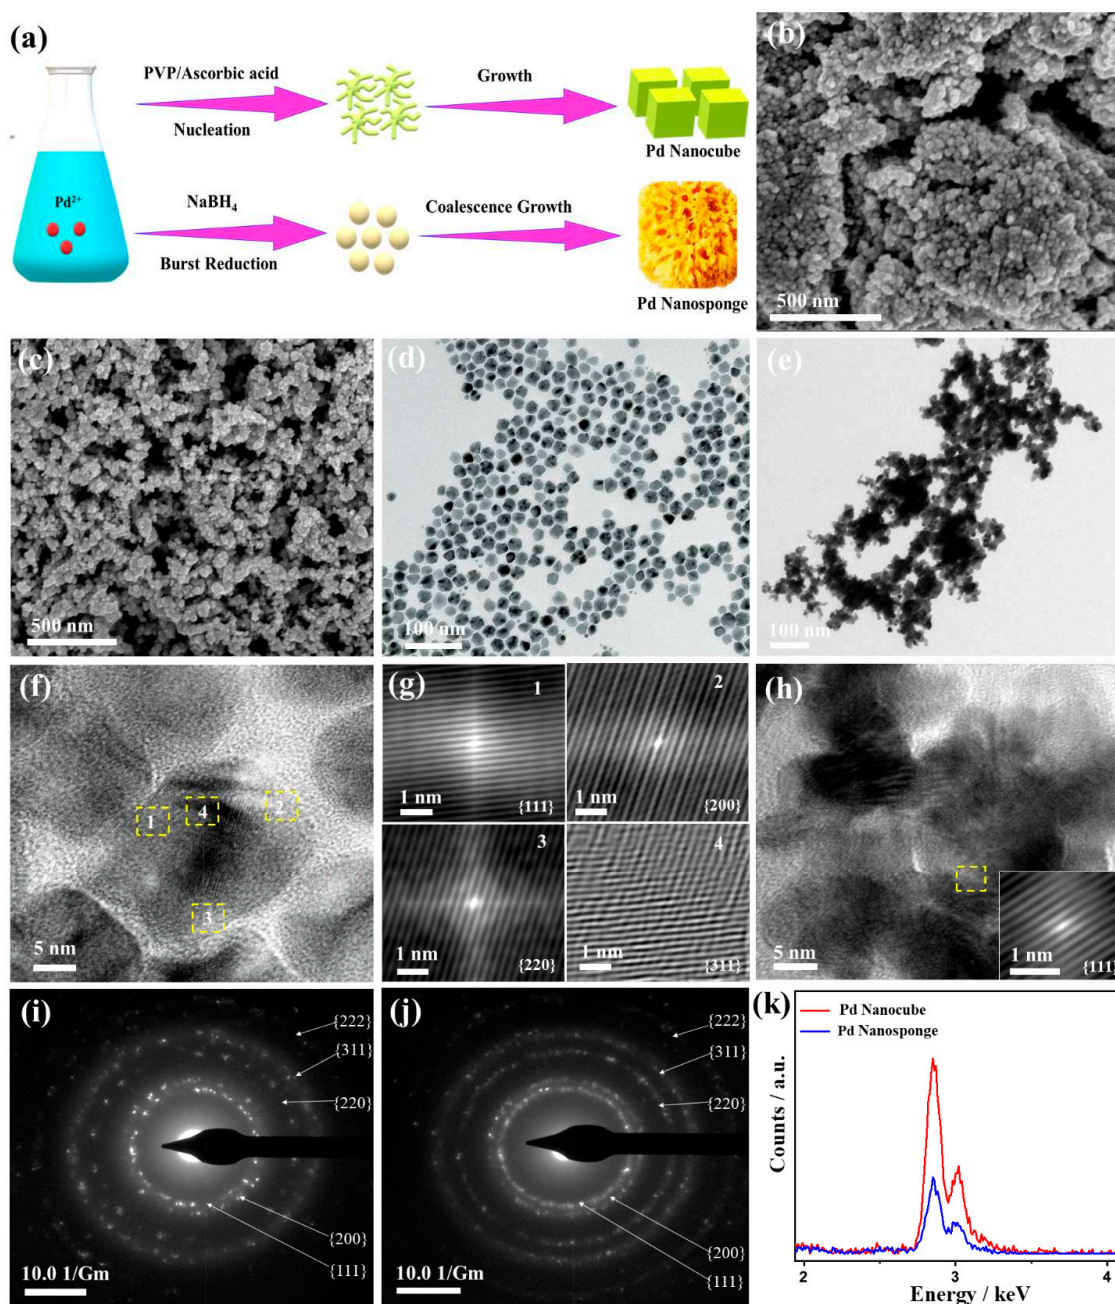 (a)
PVP/Ascorbic acid
Nucleation
Growth
Pd Nanocube
Pd²⁺
NaBH₄
Burst Reduction
Coalescence Growth
Pd Nanosponge
(b)
500 nm
(c)
500 nm
(d)
100 nm
(e)
100 nm
(f)
1
4
2
3
5 nm
(g)
1
1 nm
{111}
2
1 nm
{200}
3
1 nm
{220}
4
1 nm
{311}
(h)
5 nm
1 nm
{111}
(i)
{222}
{311}
{220}
{200}
{111}
10.0 1/Gm
(j)
{222}
{311}
{220}
{200}
{111}
10.0 1/Gm
(k)
Pd Nanocube
Pd Nanosponge
Counts / a.u.
2
3
4
Energy / keV